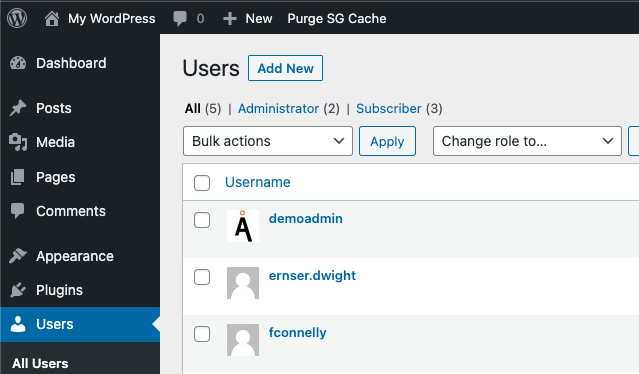 My WordPress 0 + New Purge SG Cache
Dashboard
Posts
Media
Pages
Comments
Appearance
Plugins
Users
All Users
Users Add New
All (5) | Administrator (2) | Subscriber (3)
Bulk actions Apply Change role to...
Username
demoadmin
ernser.dwight
fconnelly